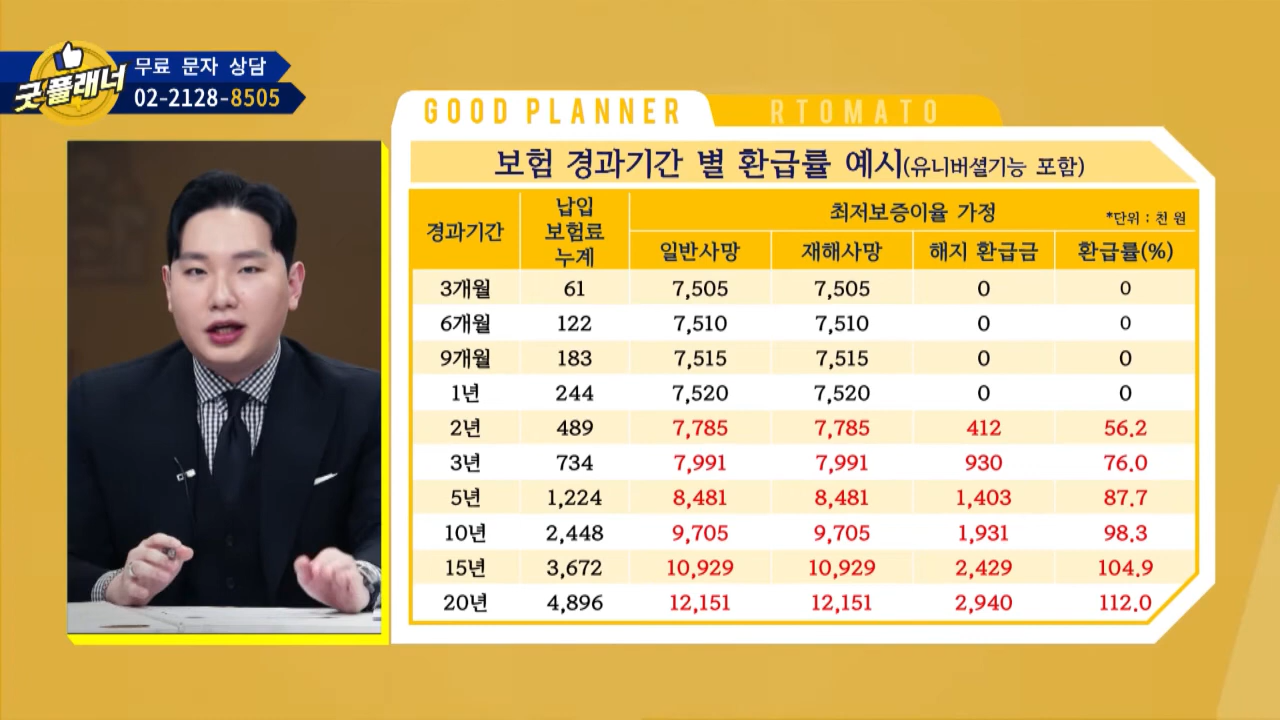 굿플래너
무료 문자 상담
02-2128-8505
GOOD PLANNER
RTOMATO
보험 경과기간 별 환급률 예시(유니버셜기능 포함)
경과기간 납입 보험료 누계 최저보증이율 가정 *단위 : 천 원
일반사망 재해사망 해지 환급금 환급률(%)
3개월 61 7,505 7,505 0 0
6개월 122 7,510 7,510 0 0
9개월 183 7,515 7,515 0 0
1년 244 7,520 7,520 0 0
2년 489 7,785 7,785 412 56.2
3년 734 7,991 7,991 930 76.0
5년 1,224 8,481 8,481 1,403 87.7
10년 2,448 9,705 9,705 1,931 98.3
15년 3,672 10,929 10,929 2,429 104.9
20년 4,896 12,151 12,151 2,940 112.0